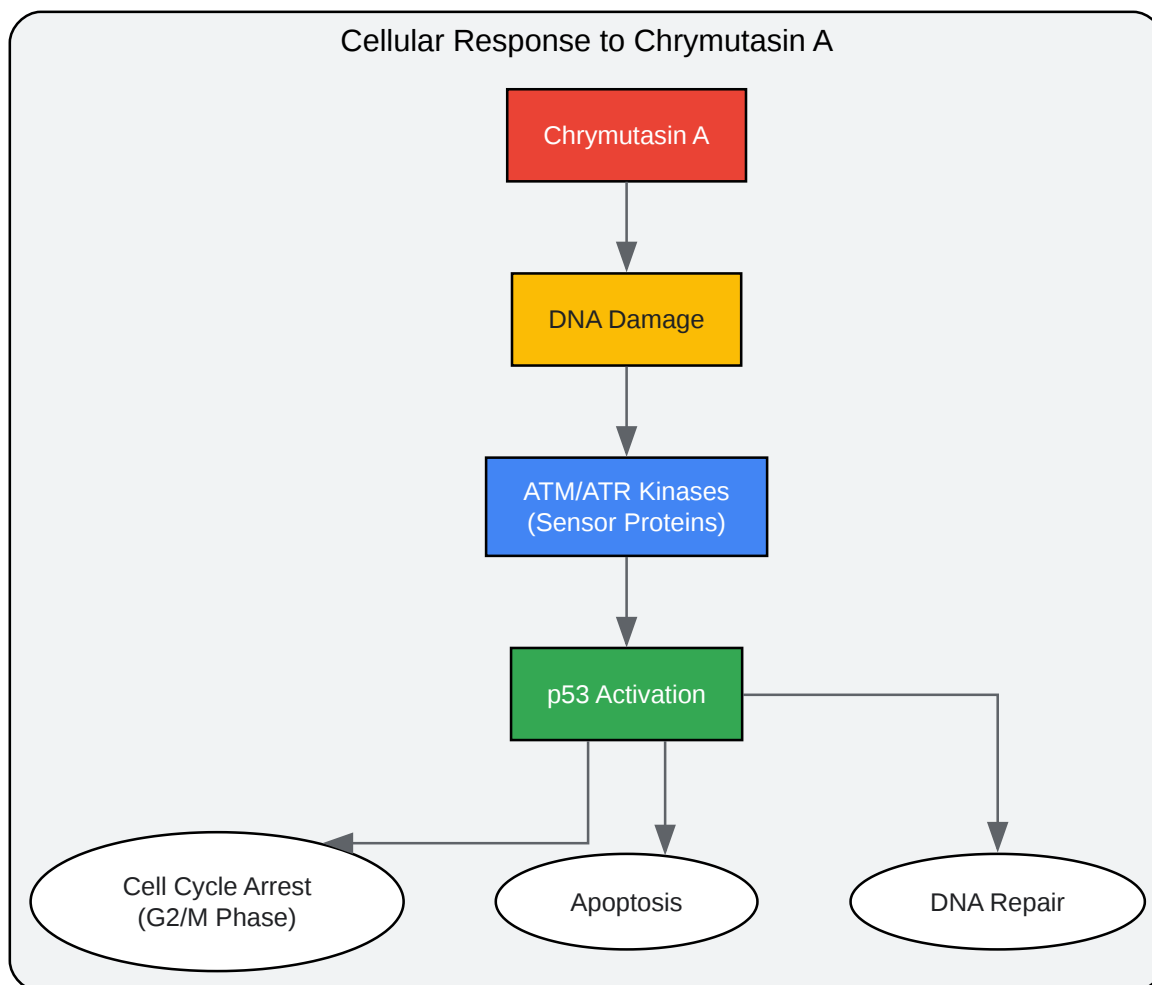 Cellular Response to Chrymutasin A
Chrymutasin A
DNA Damage
ATM/ATR Kinases
(Sensor Proteins)
p53 Activation
Cell Cycle Arrest
(G2/M Phase)
Apoptosis
DNA Repair